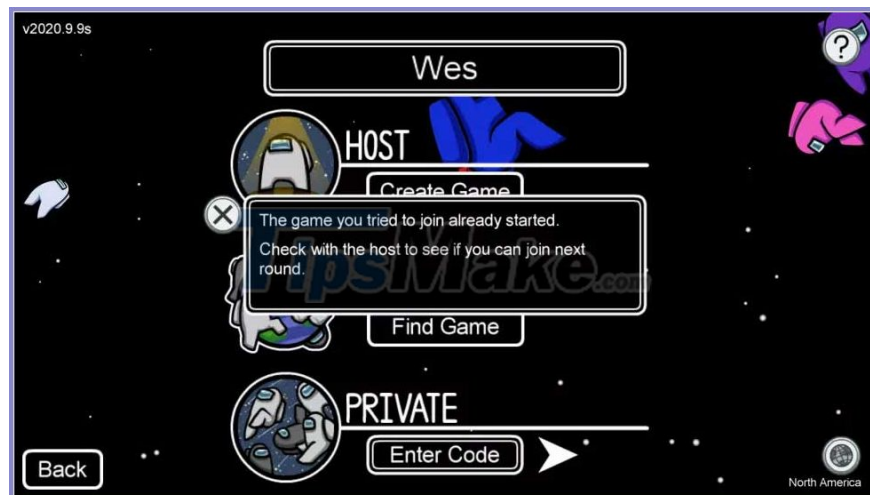 v2020.9.9s
Wes
?
HOST
Create Game
The game you tried to join already started.
Check with the host to see if you can join next
round.
TipsMake.com
Find Game
PRIVATE
Enter Code
Back
North America